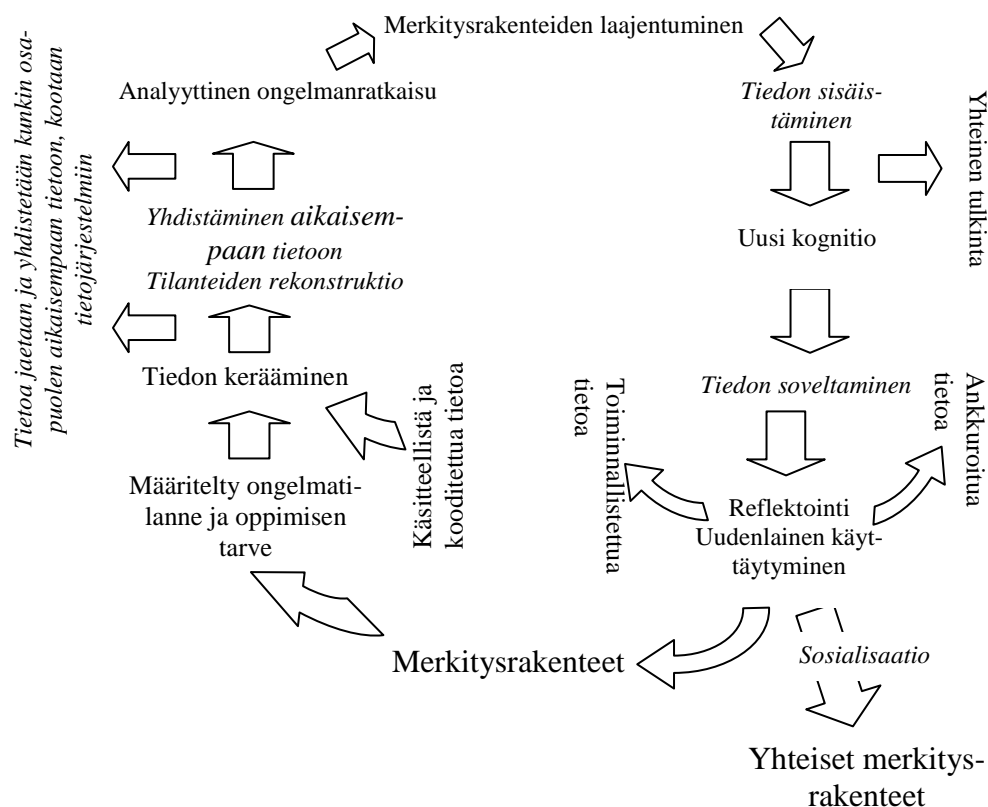 Merkitysrakenteiden laajentuminen
Analyyttinen ongelmanratkaisu
Tiedon sisäis-
täminen
Tietoa jaetaan ja yhdistetään kunkin osa-
puolen aikaisempaan tietoon, kootaan
tietojärjestelmiin
Yhteinen tulkinta
Yhdistäminen aikaisem-
paan tietoon
Tilanteiden rekonstruktio
Uusi kognitio
Tiedon kerääminen
Tiedon soveltaminen
Käsitteellistä ja
kooditettua tietoa
Toiminnallistettua
tietoa
Ankkuroitua
tietoa
Määritelty ongelmati-
lanne ja oppimisen
tarve
Reflektointi
Uudenlainen käyt-
täytyminen
Merkitysrakenteet
Sosialisaatio
Yhteiset merkitys-
rakenteet